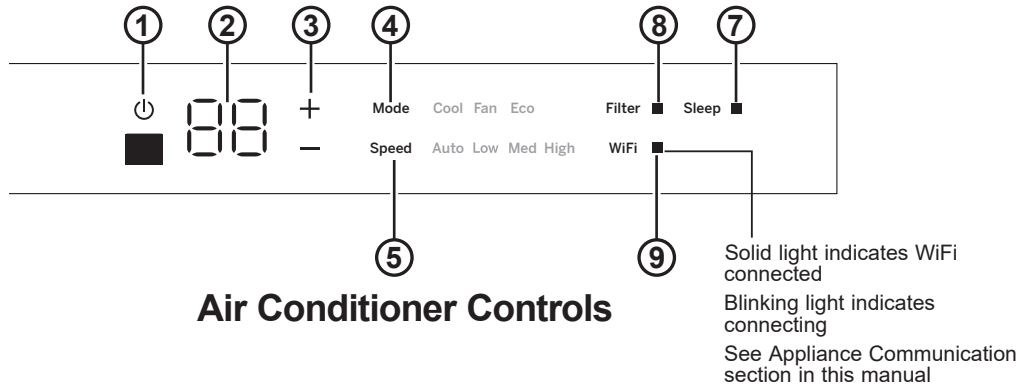 1 2 3 4 8 7
88 + Mode Cool Fan Eco Filter Sleep
− Speed Auto Low Med High WiFi
5 9
Air Conditioner Controls
Solid light indicates WiFi
connected
Blinking light indicates
connecting
See Appliance Communication
section in this manual